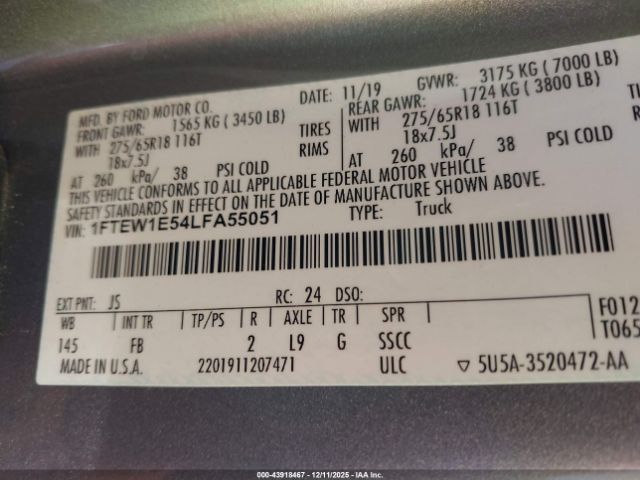 MFD. BY FORD MOTOR CO. DATE: 11/19 GVWR: 3175 KG ( 7000 LB)
FRONT GAWR: 1565 KG ( 3450 LB) REAR GAWR: 1724 KG ( 3800 LB)
WITH 275/65R18 116T TIRES WITH 275/65R18 116T
18x7.5J RIMS 18x7.5J
AT 260 kPa/ 38 PSI COLD AT 260 kPa/ 38 PSI COLD
THIS VEHICLE CONFORMS TO ALL APPLICABLE FEDERAL MOTOR VEHICLE
SAFETY STANDARDS IN EFFECT ON THE DATE OF MANUFACTURE SHOWN ABOVE.
VIN: 1FTEW1E54LFA55051 TYPE: Truck
EXT PNT: JS RC: 24 DSO:
WB INT TR TP/PS R AXLE TR SPR
145 FB 2 L9 G SSCC
MADE IN U.S.A. 2201911207471 ULC ▽ 5U5A-3520472-AA
F012
T065
000-43918467 - 12/11/2025 - IAA Inc.